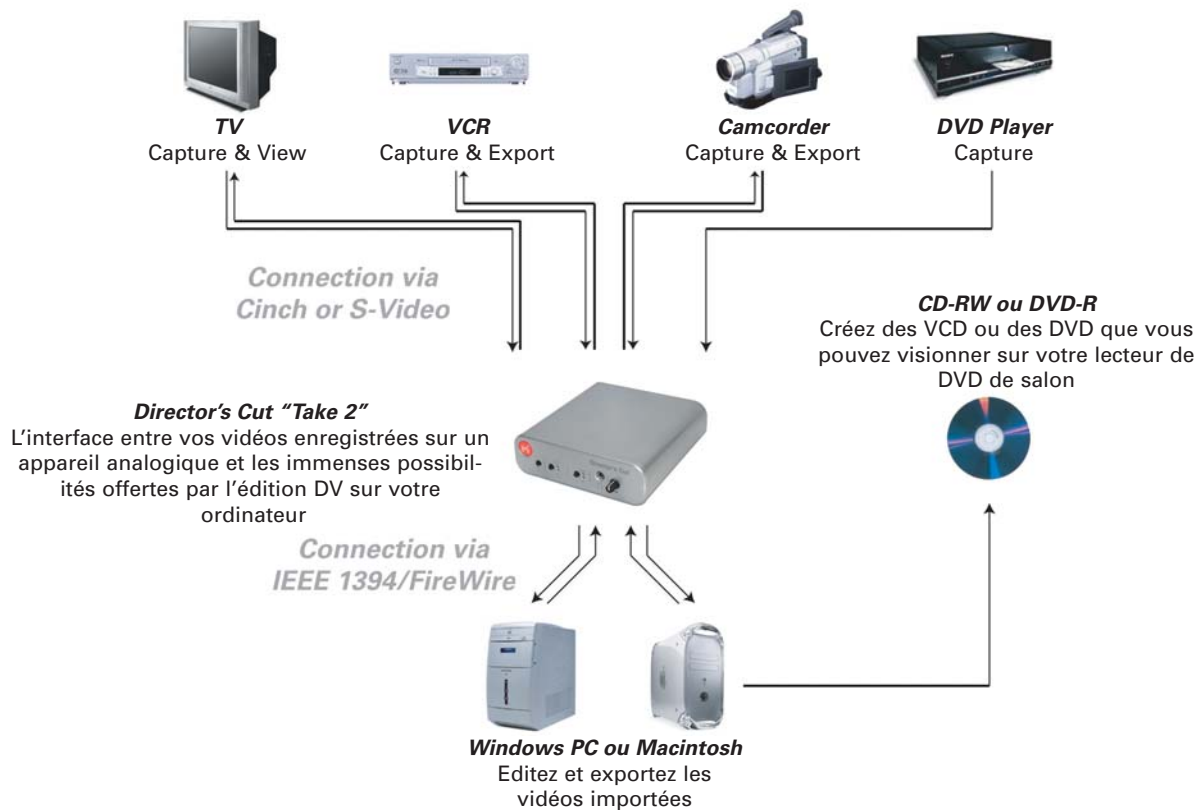 TV
Capture & View
VCR
Capture & Export
Camcorder
Capture & Export
DVD Player
Capture
Connection via
Cinch or S-Video
CD-RW ou DVD-R
Créez des VCD ou des DVD que vous
pouvez visionner sur votre lecteur de
DVD de salon
Director's Cut “Take 2”
L'interface entre vos vidéos enregistrées sur un
appareil analogique et les immenses possibil-
ités offertes par l'édition DV sur votre
ordinateur
Director's Cut
Connection via
IEEE 1394/FireWire
Windows PC ou Macintosh
Editez et exportez les
vidéos importées